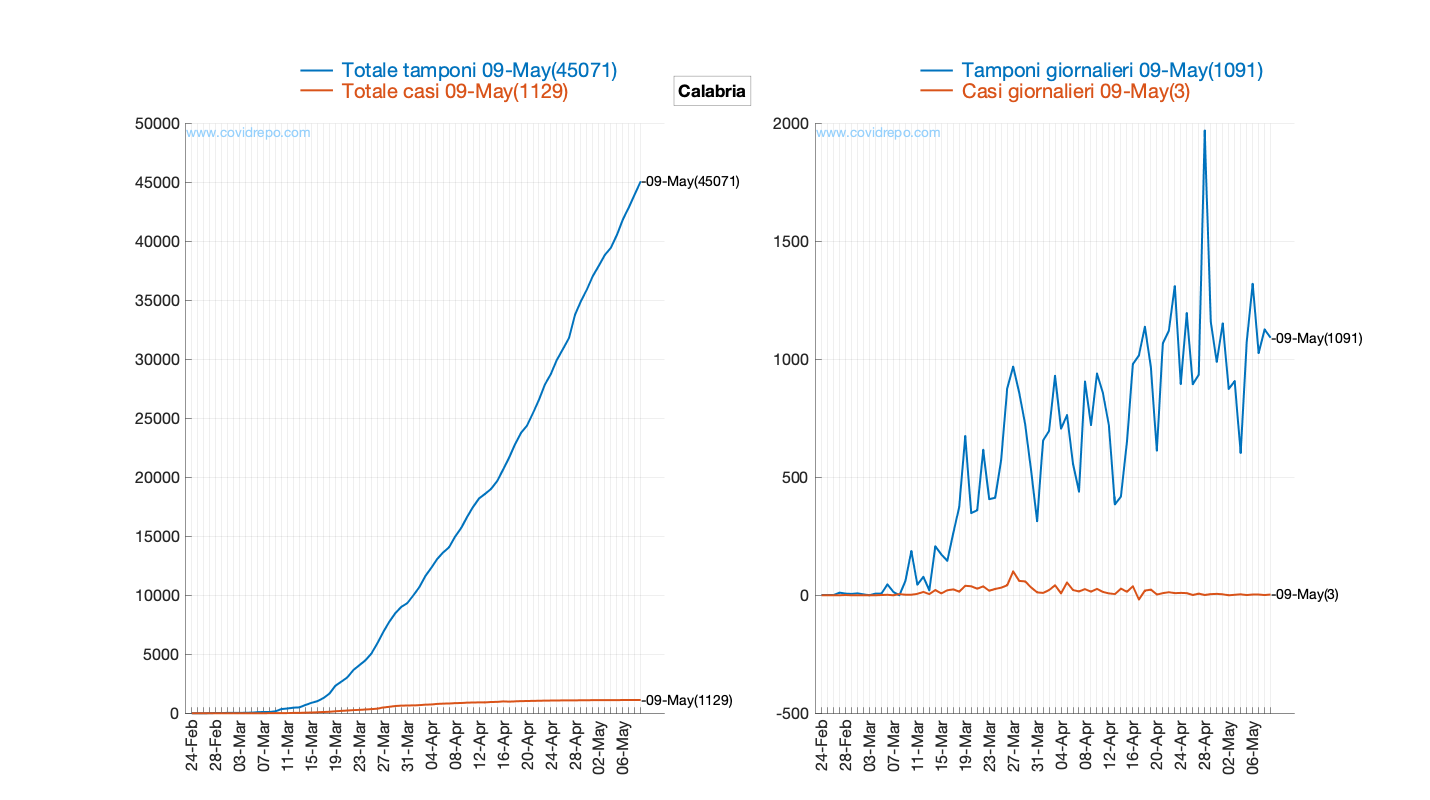 Totale tamponi 09-May(45071)
Totale casi 09-May(1129)
Calabria
Tamponi giornalieri 09-May(1091)
Casi giornalieri 09-May(3)
www.covidrepo.com
50000
45000
40000
35000
30000
25000
20000
15000
10000
5000
0
-09-May(45071)
-09-May(1129)
24-Feb
28-Feb
03-Mar
07-Mar
11-Mar
15-Mar
19-Mar
23-Mar
27-Mar
31-Mar
04-Apr
08-Apr
12-Apr
16-Apr
20-Apr
24-Apr
28-Apr
02-May
06-May
www.covidrepo.com
2000
1500
1000
500
0
-500
-09-May(1091)
-09-May(3)
24-Feb
28-Feb
03-Mar
07-Mar
11-Mar
15-Mar
19-Mar
23-Mar
27-Mar
31-Mar
04-Apr
08-Apr
12-Apr
16-Apr
20-Apr
24-Apr
28-Apr
02-May
06-May